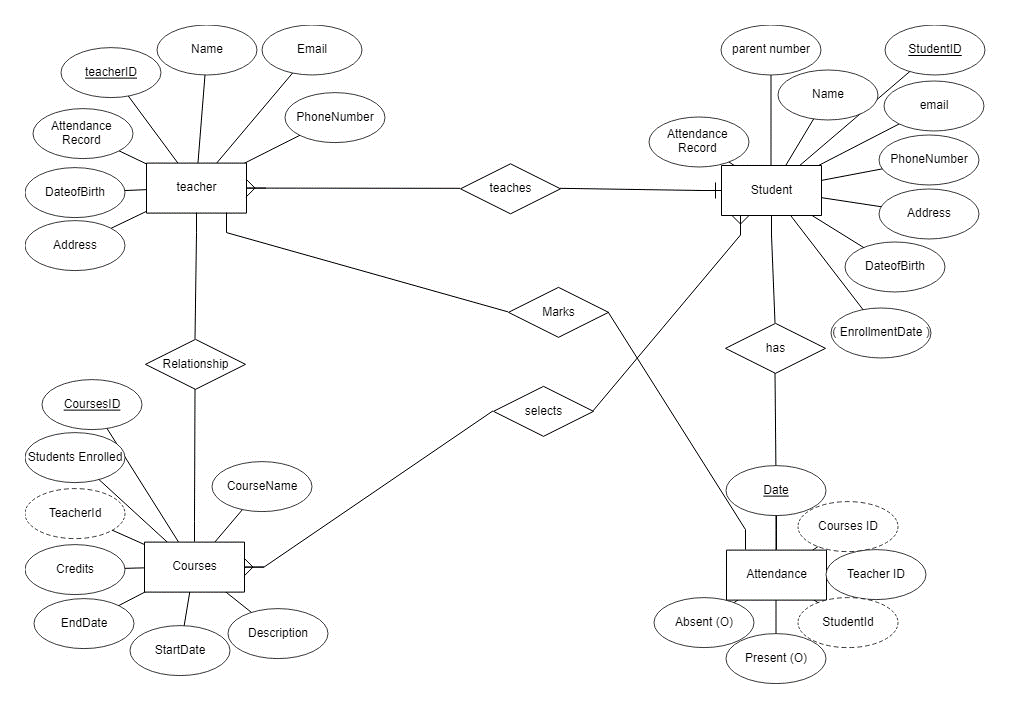 parent number
StudentID
Name
Email
teacherID
Name
email
PhoneNumber
Attendance
Record
Attendance
Record
PhoneNumber
teacher
teaches
Student
DateofBirth
Address
Address
DateofBirth
Marks
( EnrollmentDate )
has
Relationship
CoursesID
selects
Students Enrolled
CourseName
Date
TeacherId
Courses ID
Credits
Courses
Attendance
Teacher ID
EndDate
Absent (O)
StudentId
Description
StartDate
Present (O)